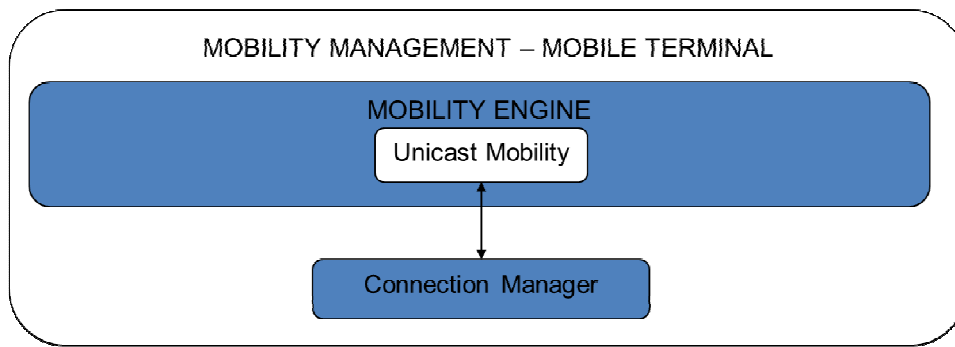 MOBILITY MANAGEMENT – MOBILE TERMINAL
MOBILITY ENGINE
Unicast Mobility
Connection Manager